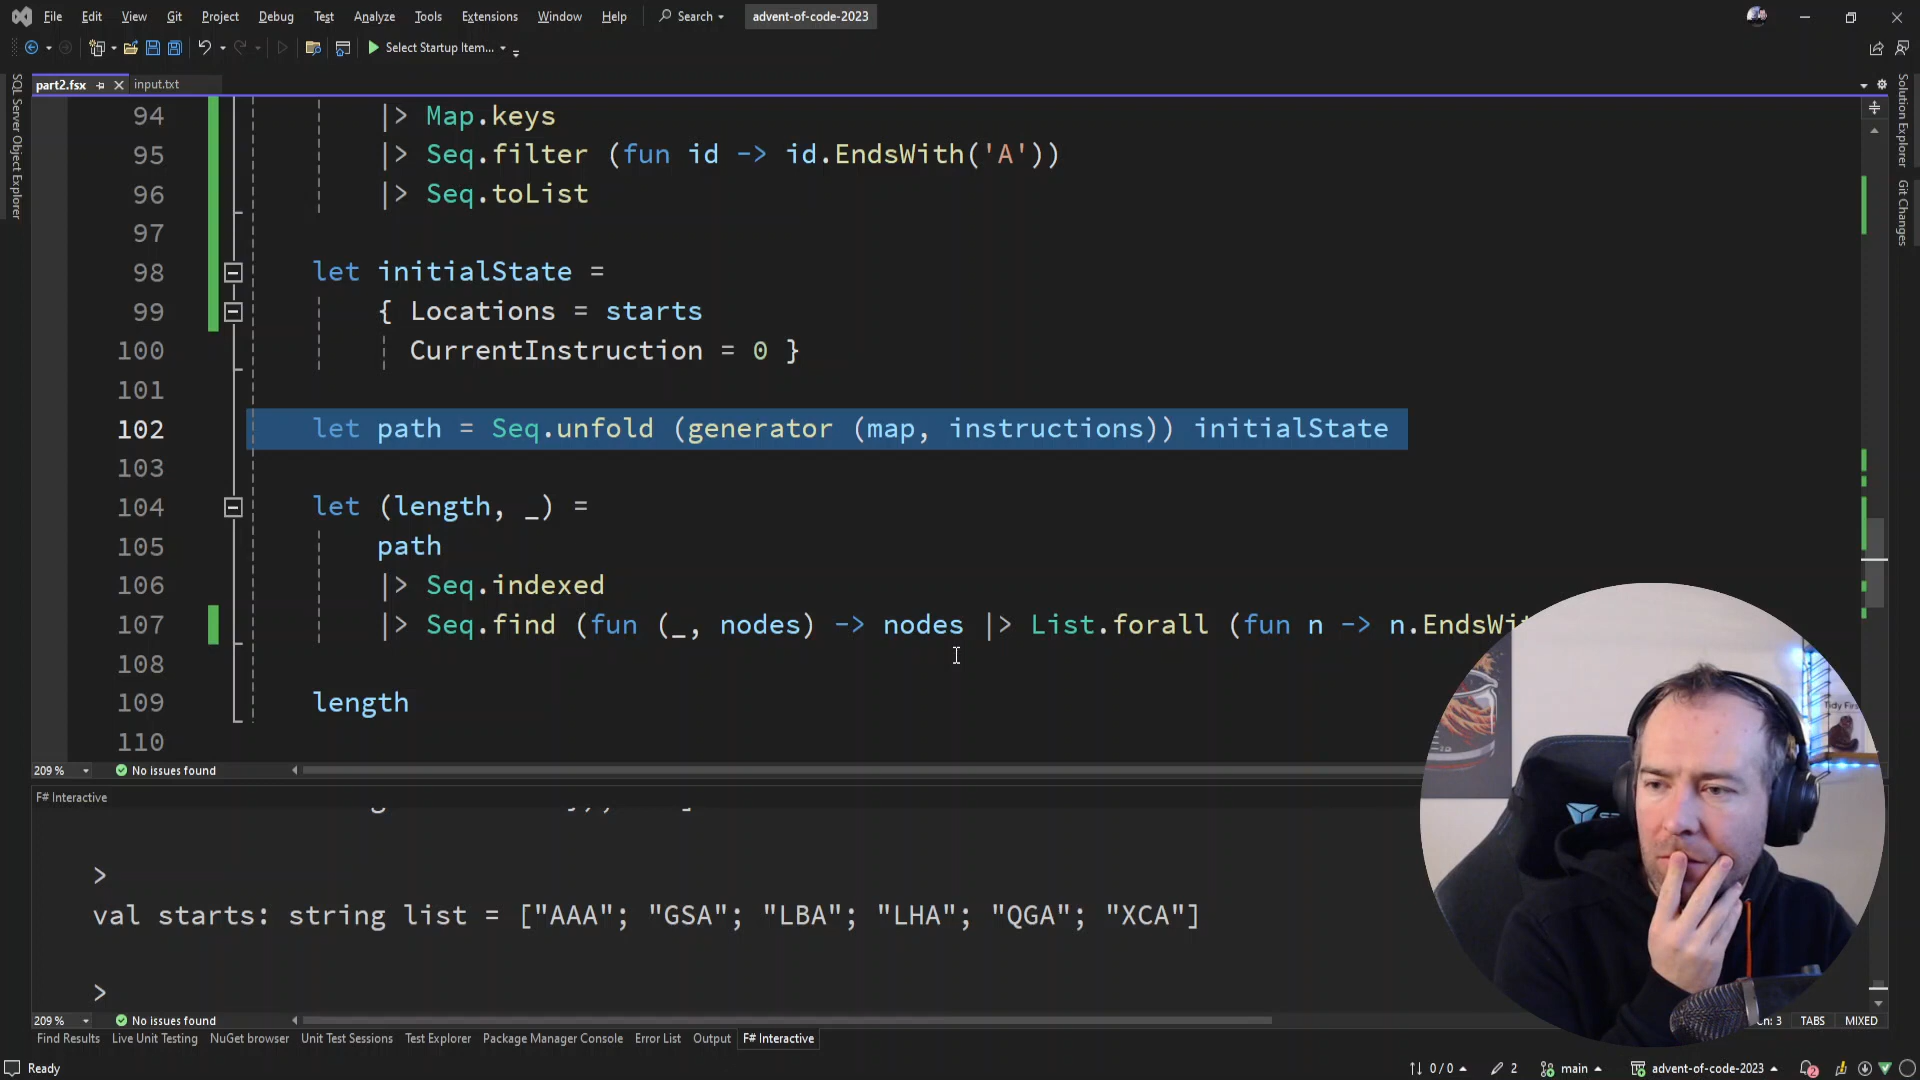 File Edit View Git Project Debug Test Analyze Tools Extensions Window Help Search advent-of-code-2023
Select Startup Item...
part2.fsx input.txt
SQL Server Object Explorer
Solution Explorer
Git Changes
94 |> Map.keys
95 |> Seq.filter (fun id -> id.EndsWith('A'))
96 |> Seq.toList
97
98 let initialState =
99 { Locations = starts
100 CurrentInstruction = 0 }
101
102 let path = Seq.unfold (generator (map, instructions)) initialState
103
104 let (length, _) =
105 path
106 |> Seq.indexed
107 |> Seq.find (fun (_, nodes) -> nodes |> List.forall (fun n -> n.EndsWi
108
109 length
110
209 % No issues found
F# Interactive
>
val starts: string list = ["AAA"; "GSA"; "LBA"; "LHA"; "QGA"; "XCA"]
>
Tidy First
209 % No issues found Ch: 3 TABS MIXED
Find Results Live Unit Testing NuGet browser Unit Test Sessions Test Explorer Package Manager Console Error List Output F# Interactive
Ready 0 / 0 2 main advent-of-code-2023 2